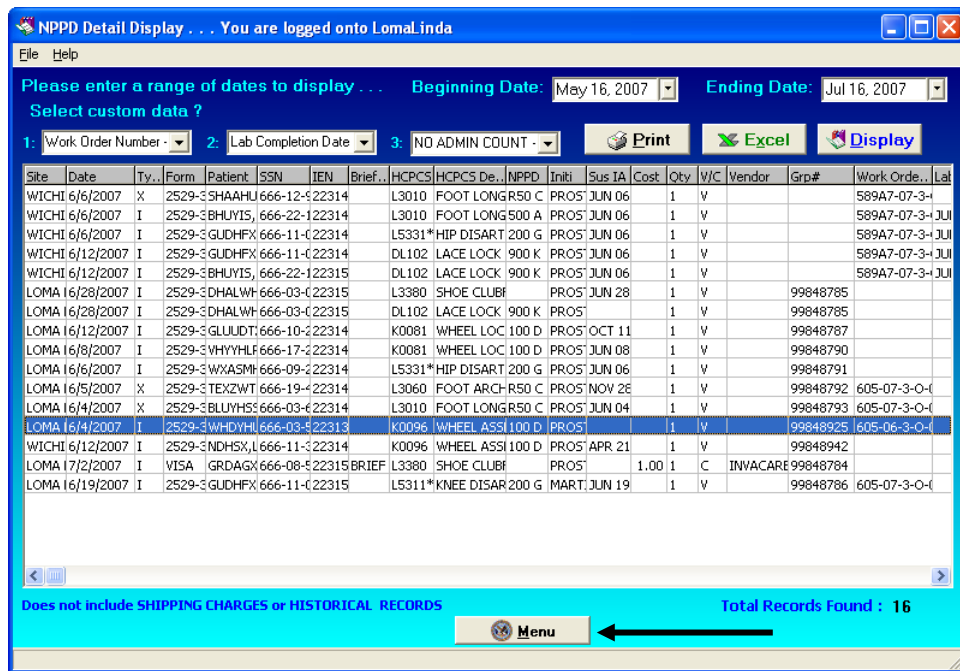 NPPD Detail Display . . . You are logged onto LomaLinda
File Help
Please enter a range of dates to display . . . Beginning Date: May 16, 2007 Ending Date: Jul 16, 2007
Select custom data ?
1: Work Order Number - 2: Lab Completion Date 3: NO ADMIN COUNT - Print Excel Display
Site Date Ty.. Form Patient SSN IEN Brief.. HCPCS HCPCS De.. NPPD Initi Sus IA Cost Qty V/C Vendor Grp# Work Orde.. Lab
WICHI 6/6/2007 X 2529-3 SHAAHL 666-12-9 22314 L3010 FOOT LONG R50 C PROST JUN 06 1 V 589A7-07-3-
WICHI 6/6/2007 I 2529-3 BHUYIS, 666-22-1 22314 L3010 FOOT LONG 500 A PROST JUN 06 1 V 589A7-07-3- JUI
WICHI 6/6/2007 I 2529-3 GUDHFX 666-11-0 22314 L5331* HIP DISART 200 G PROST JUN 06 1 V 589A7-07-3- JUI
WICHI 6/12/2007 I 2529-3 GUDHFX 666-11-0 22314 DL102 LACE LOCK 900 K PROST JUN 06 1 V 589A7-07-3- JUI
WICHI 6/12/2007 I 2529-3 BHUYIS, 666-22-1 22315 DL102 LACE LOCK 900 K PROST JUN 06 1 V 589A7-07-3- JUI
LOMA 6/28/2007 I 2529-3 DHALWH 666-03-0 22315 L3380 SHOE CLUBF PROST JUN 28 1 V 99848785
LOMA 6/28/2007 I 2529-3 DHALWH 666-03-0 22315 DL102 LACE LOCK 900 K PROST 1 V 99848785
LOMA 6/12/2007 I 2529-3 GLUUDT 666-10-2 22314 K0081 WHEEL LOC 100 D PROST OCT 11 1 V 99848787
LOMA 6/8/2007 I 2529-3 VHYYHL 666-17-2 22314 K0081 WHEEL LOC 100 D PROST JUN 08 1 V 99848790
LOMA 6/6/2007 I 2529-3 WXASMH 666-09-2 22314 L5331* HIP DISART 200 G PROST 1 V 99848791
LOMA 6/5/2007 X 2529-3 TEXZWT 666-19-4 22314 L3060 FOOT ARCH R50 C PROST NOV 28 1 V 99848792 605-07-3-O-0
LOMA 6/4/2007 X 2529-3 BLUYHS 666-03-6 22314 L3010 FOOT LONG R50 C PROST JUN 04 1 V 99848793 605-06-3-O-0
LOMA 6/4/2007 I 2529-3 WHDYHL 666-03-5 22313 K0096 WHEEL ASSI 100 D PROST 1 V 99848925 605-06-3-O-0
WICHI 6/12/2007 I 2529-3 NDHSX,L 666-11-3 22314 K0096 WHEEL ASSI 100 D PROST APR 21 1 V 99848942
LOMA 7/2/2007 I VISA GRDAGX 666-08-5 22315 BRIEF L3380 SHOE CLUBF PROST 1.00 1 C INVACARE 99848784
LOMA 6/19/2007 I 2529-3 GUDHFX 666-11-0 22315 L5311* KNEE DISAR 200 G MART JUN 19 1 V 99848786 605-07-3-O-0
Does not include SHIPPING CHARGES or HISTORICAL RECORDS Total Records Found : 16
Menu